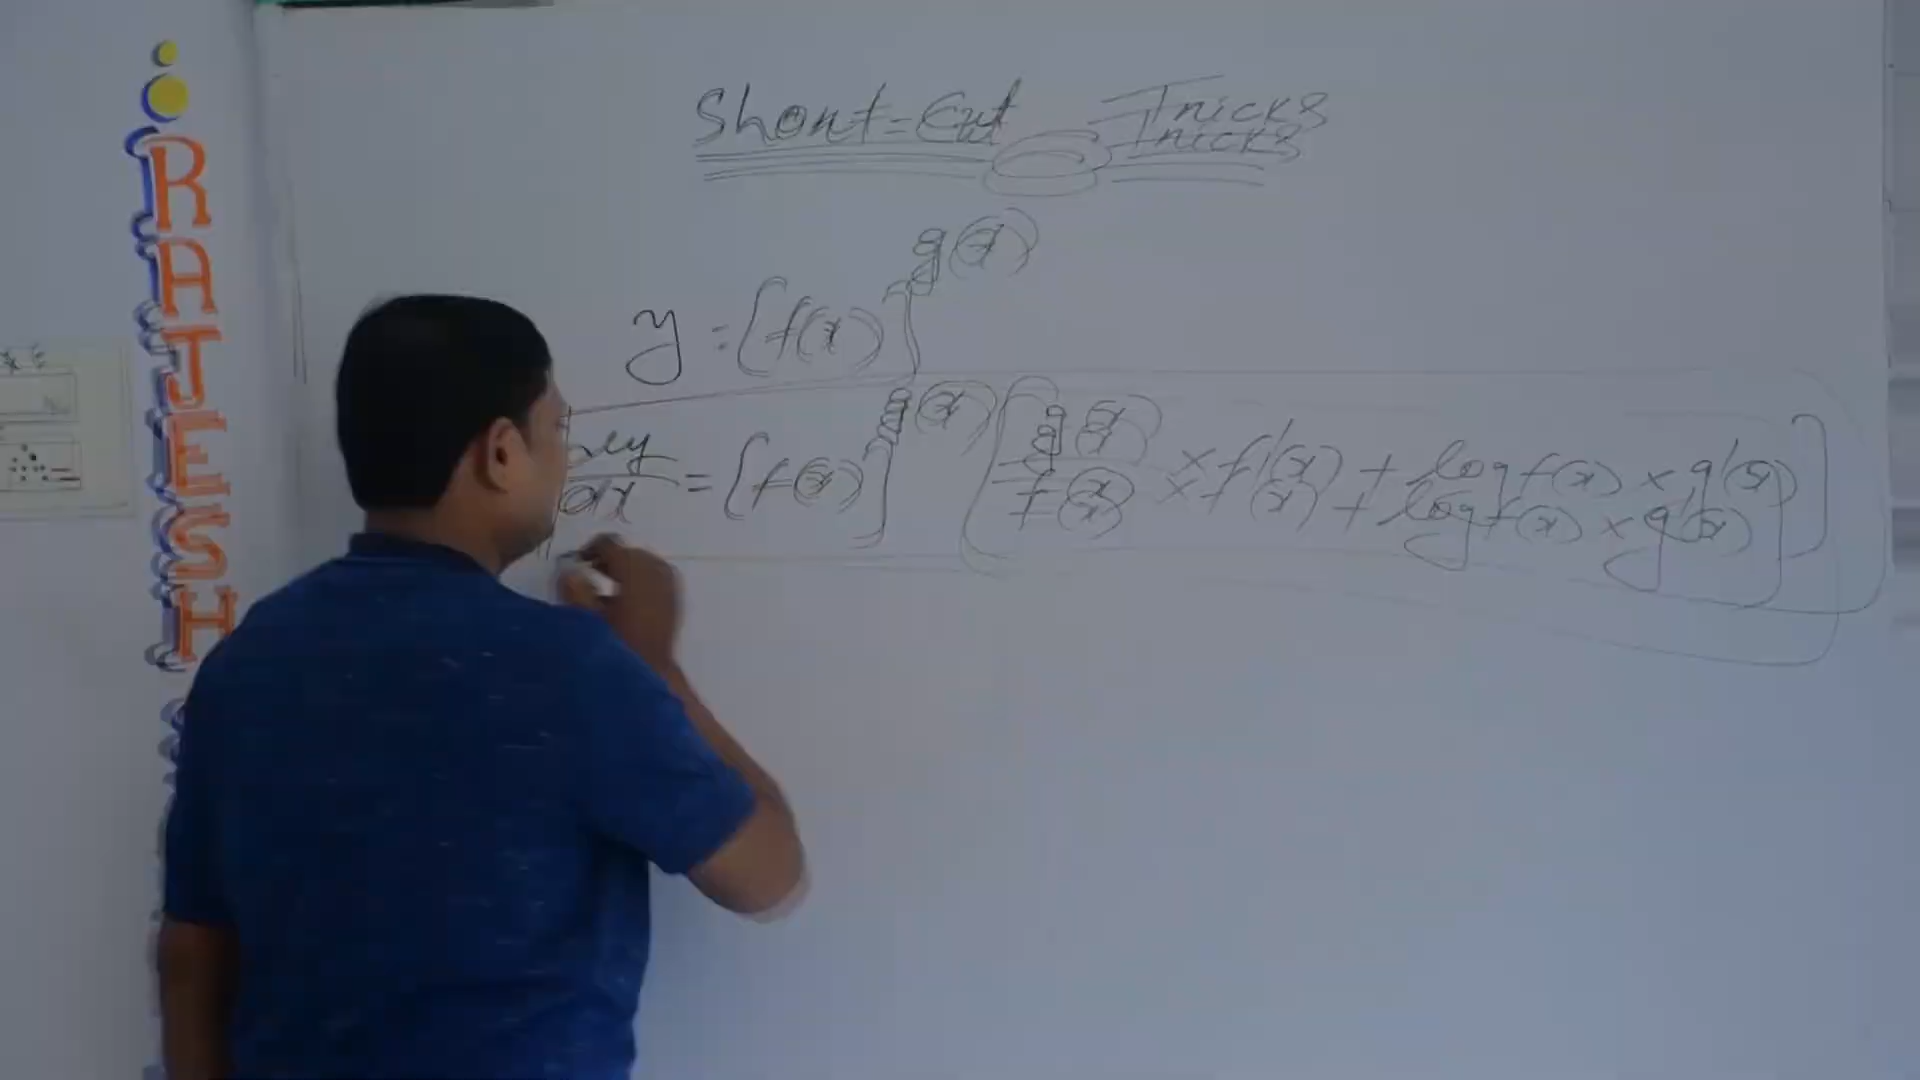 RAJESH
Short-Cut Tricks
y = [f(x)]^g(x)
dy/dx = [f(x)]^g(x) [g(x)/f(x) × f'(x) + log f(x) × g'(x)]